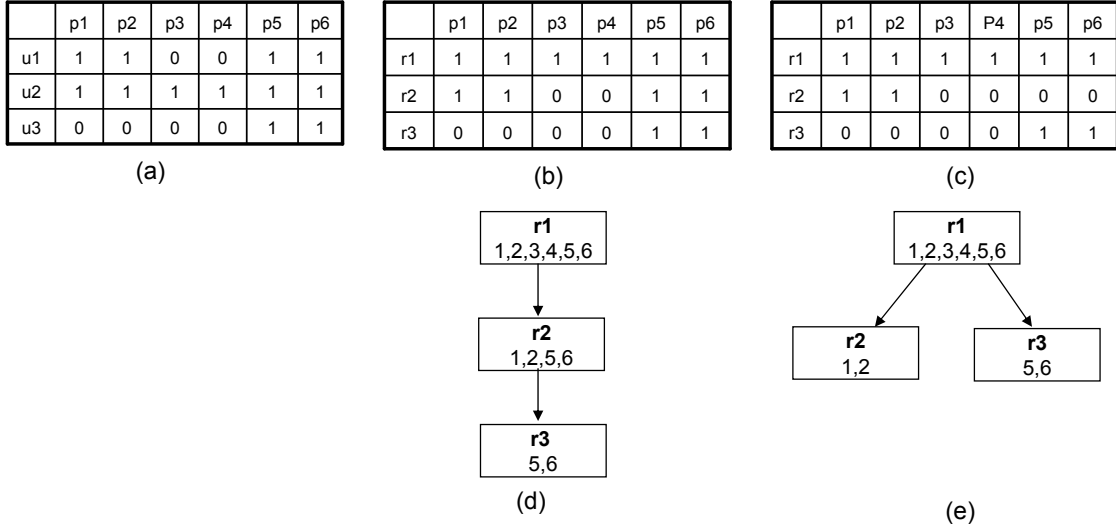 p1 p2 p3 p4 p5 p6
u1 1 1 0 0 1 1
u2 1 1 1 1 1 1
u3 0 0 0 0 1 1
(a)
p1 p2 p3 p4 p5 p6
r1 1 1 1 1 1 1
r2 1 1 0 0 1 1
r3 0 0 0 0 1 1
(b)
p1 p2 p3 P4 p5 p6
r1 1 1 1 1 1 1
r2 1 1 0 0 0 0
r3 0 0 0 0 1 1
(c)
r1
1,2,3,4,5,6
r2
1,2,5,6
r3
5,6
(d)
r1
1,2,3,4,5,6
r2
1,2
r3
5,6
(e)